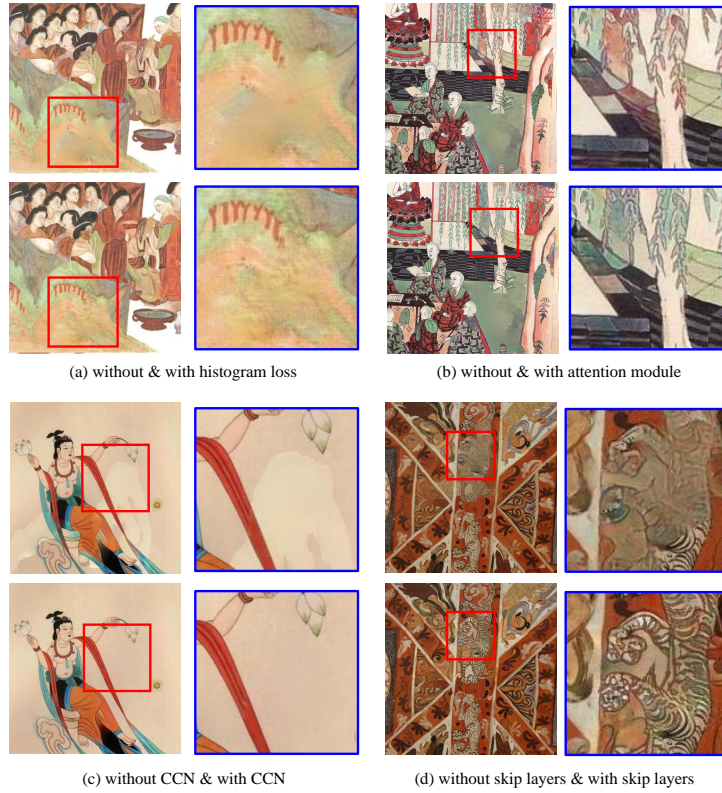 (a) without & with histogram loss
(b) without & with attention module
(c) without CCN & with CCN
(d) without skip layers & with skip layers